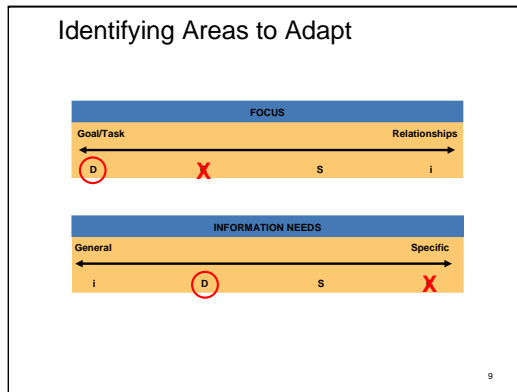 Identifying Areas to Adapt
FOCUS
Goal/Task Relationships
D X S i
INFORMATION NEEDS
General Specific
i D S X
9